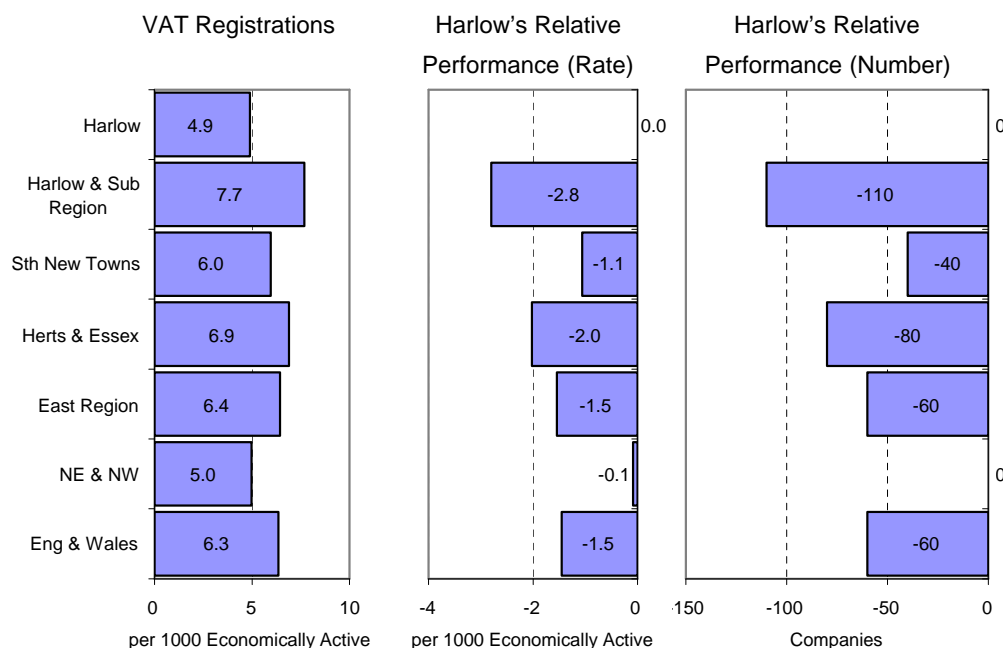 VAT Registrations
Harlow's Relative
Performance (Rate)
Harlow's Relative
Performance (Number)
Harlow
4.9
0.0
0
Harlow & Sub
Region
7.7
-2.8
-110
Sth New Towns
6.0
-1.1
-40
Herts & Essex
6.9
-2.0
-80
East Region
6.4
-1.5
-60
NE & NW
5.0
-0.1
0
Eng & Wales
6.3
-1.5
-60
0
5
10
-4
-2
0
-150
-100
-50
0
per 1000 Economically Active
per 1000 Economically Active
Companies